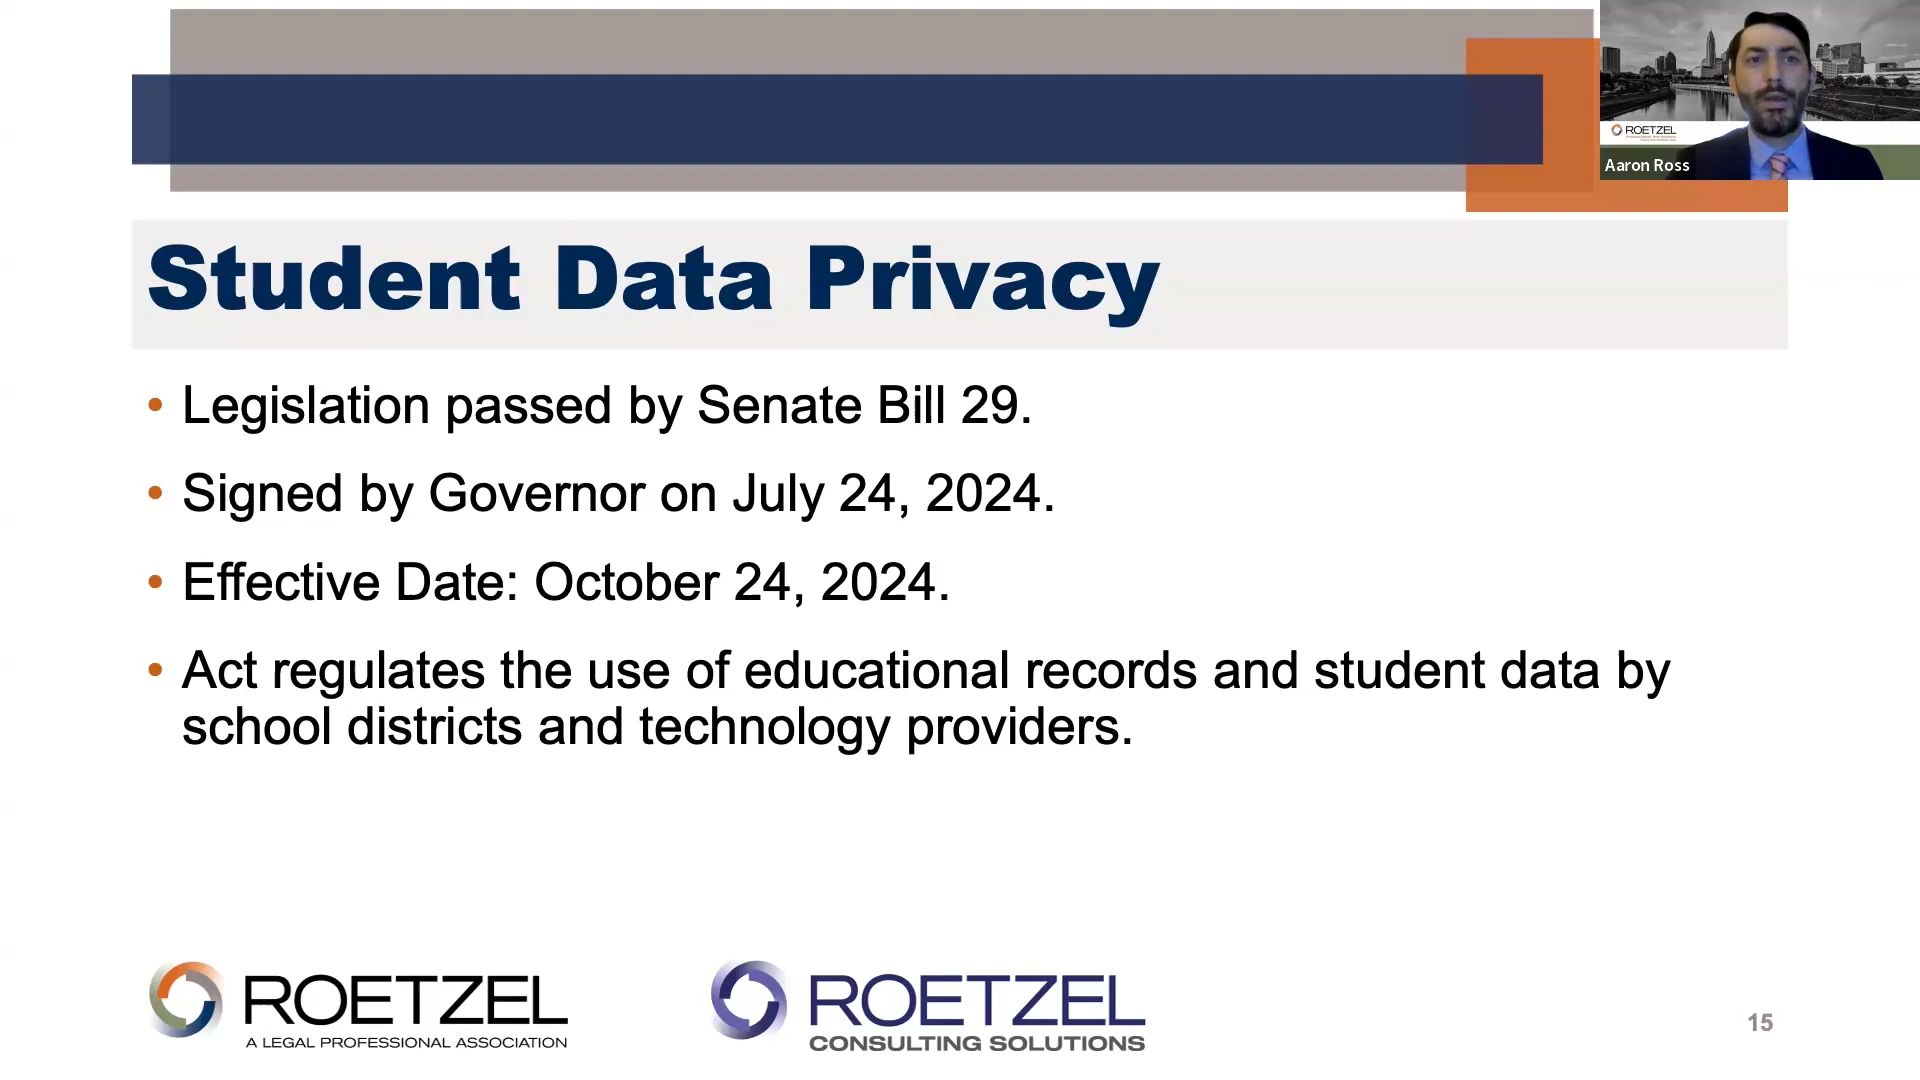 ROETZEL
Aaron Ross
Student Data Privacy
• Legislation passed by Senate Bill 29.
• Signed by Governor on July 24, 2024.
• Effective Date: October 24, 2024.
• Act regulates the use of educational records and student data by
school districts and technology providers.
ROETZEL
A LEGAL PROFESSIONAL ASSOCIATION
ROETZEL
CONSULTING SOLUTIONS
15